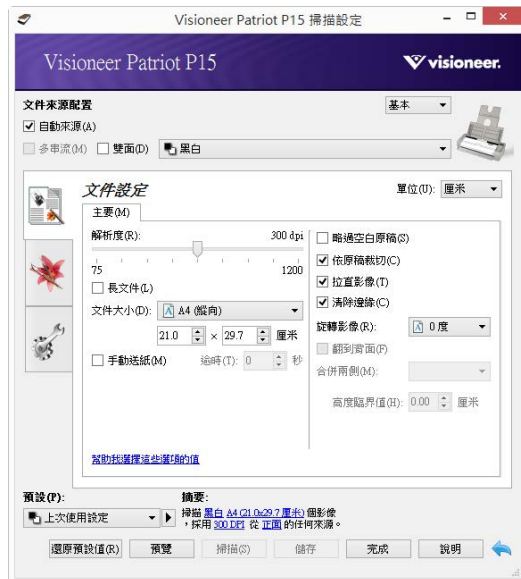 Visioneer Patriot P15 掃描設定
Visioneer Patriot P15
visioneer.
文件來源配置
基本
自動來源(A)
多串流(M) 雙面(D) 黑白
文件設定
單位(U): 厘米
主要(M)
解析度(R): 300 dpi
75 1200
長文件(L)
文件大小(D): A4 (縱向)
21.0 × 29.7 厘米
手動送紙(M) 逾時(T): 0 秒
略過空白原稿(S)
依原稿裁切(C)
拉直影像(T)
清除邊緣(C)
旋轉影像(R): 0 度
翻到背面(F)
合併兩側(M):
高度臨界值(H): 0.00 厘米
幫助我選擇這些選項的值
預設(P):
上次使用設定
摘要:
掃描 黑白 A4 (21.0x29.7 厘米) 個影像
，採用 300 DPI 從 正面 的任何來源。
還原預設值(R) 預覽 掃描(S) 儲存 完成 說明